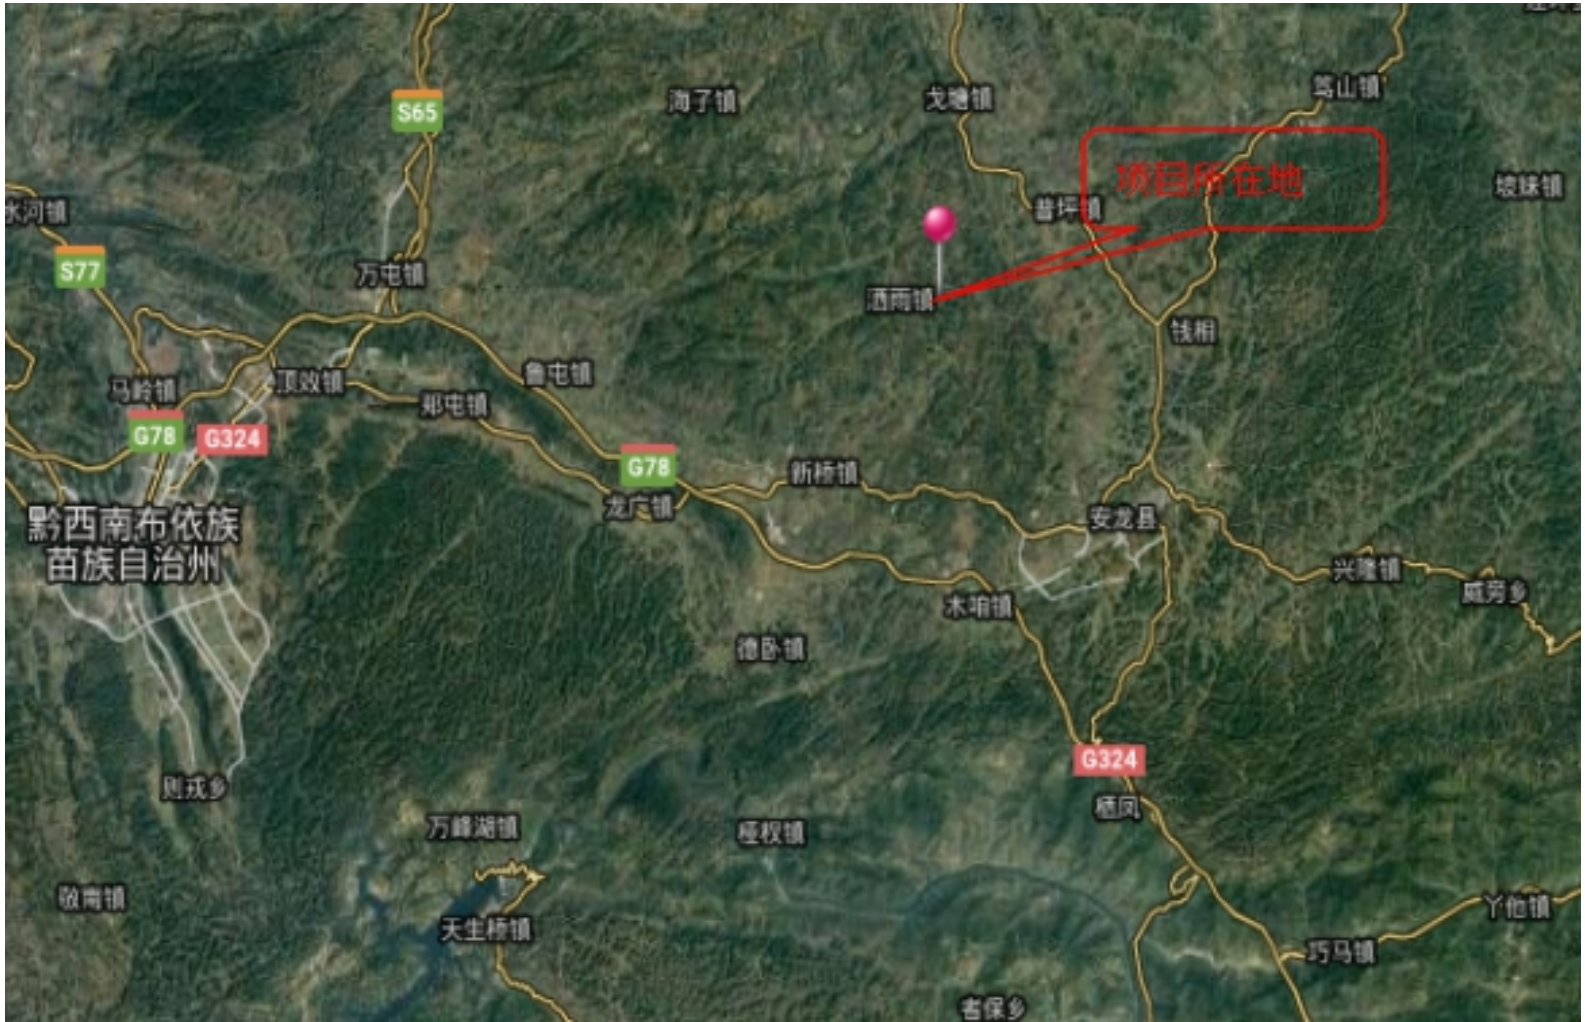 S65
海子镇
戈塘镇
笃山镇
项目所在地
坡妹镇
普坪镇
水河镇
S77
万屯镇
洒雨镇
钱相
马岭镇
顶效镇
鲁屯镇
郑屯镇
G78
G324
G78
新桥镇
龙广镇
安龙县
黔西南布依族
苗族自治州
兴隆镇
威旁乡
木咱镇
德卧镇
G324
则戎乡
栖凤
万峰湖镇
桠杈镇
敬南镇
天生桥镇
丫他镇
巧马镇
者保乡